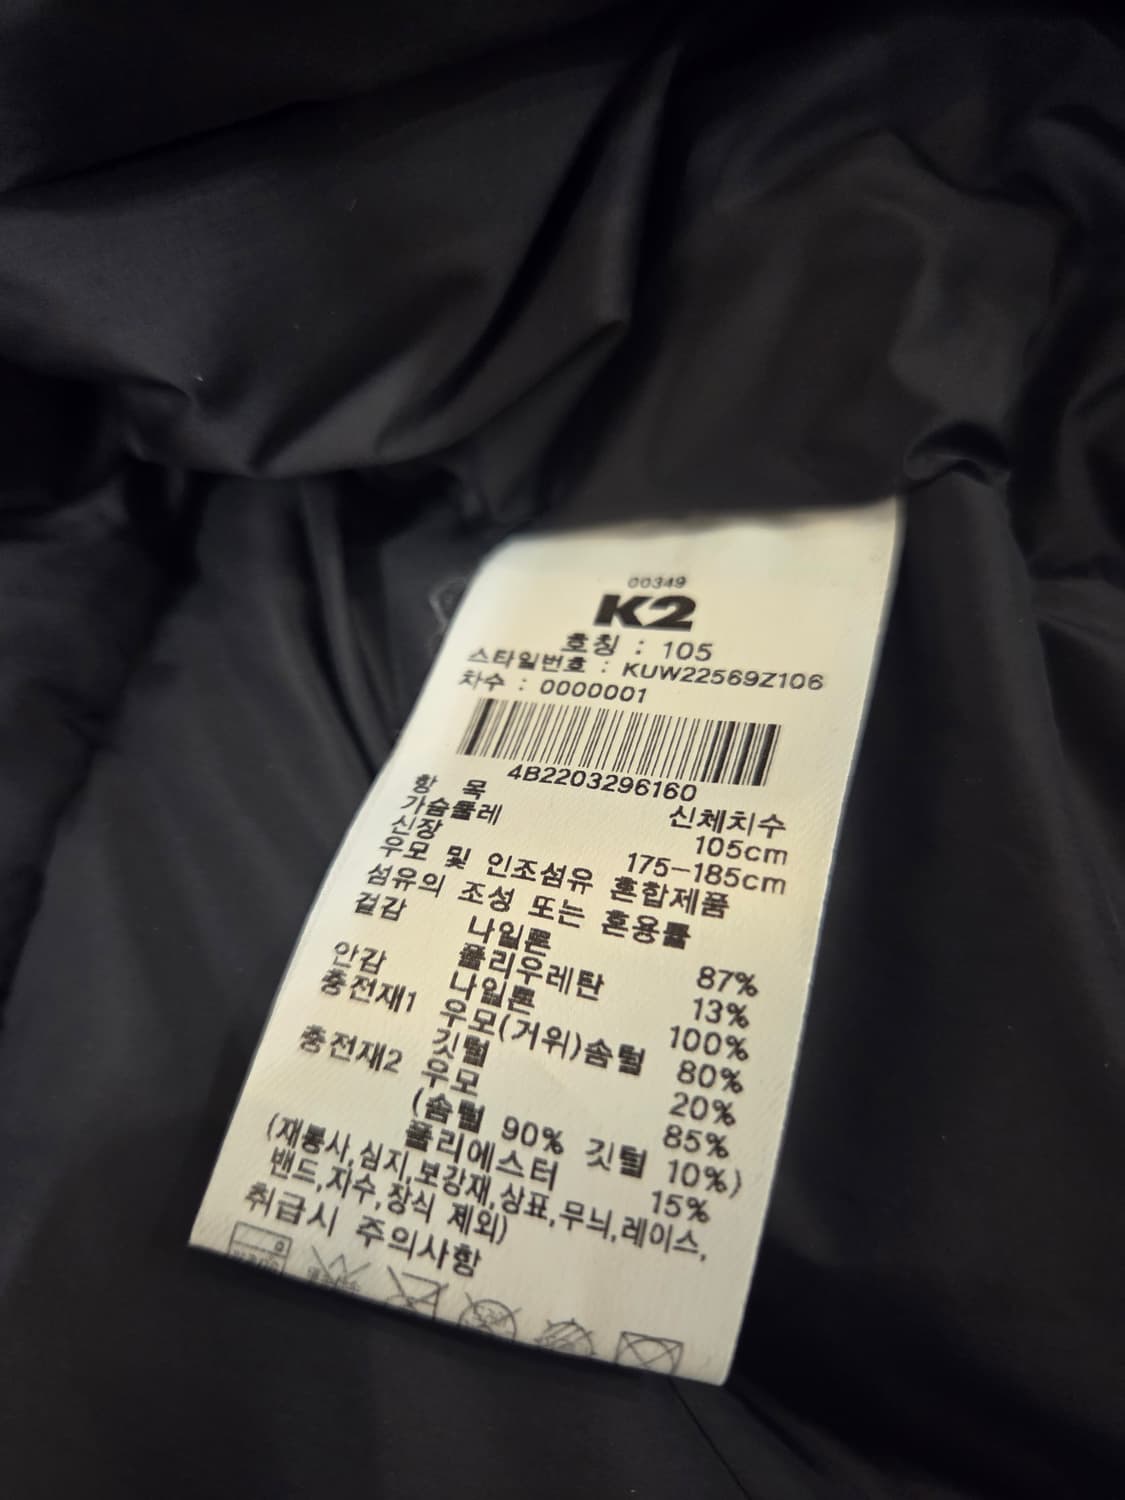 00349
K2
호칭 : 105
스타일번호 : KUW22569Z106
차수 : 0000001
4B2203296160
항 목 신체치수
가슴둘레 105cm
신장 175-185cm
우모 및 인조섬유 혼합제품
섬유의 조성 또는 혼용률
겉감 나일론 87%
폴리우레탄 13%
안감 나일론 100%
충전재1 우모(거위)솜털 80%
깃털 20%
충전재2 우모 85%
(솜털 90% 깃털 10%)
폴리에스터 15%
(재봉사,심지,보강재,상표,무늬,레이스,
밴드,자수,장식 제외)
취급시 주의사항